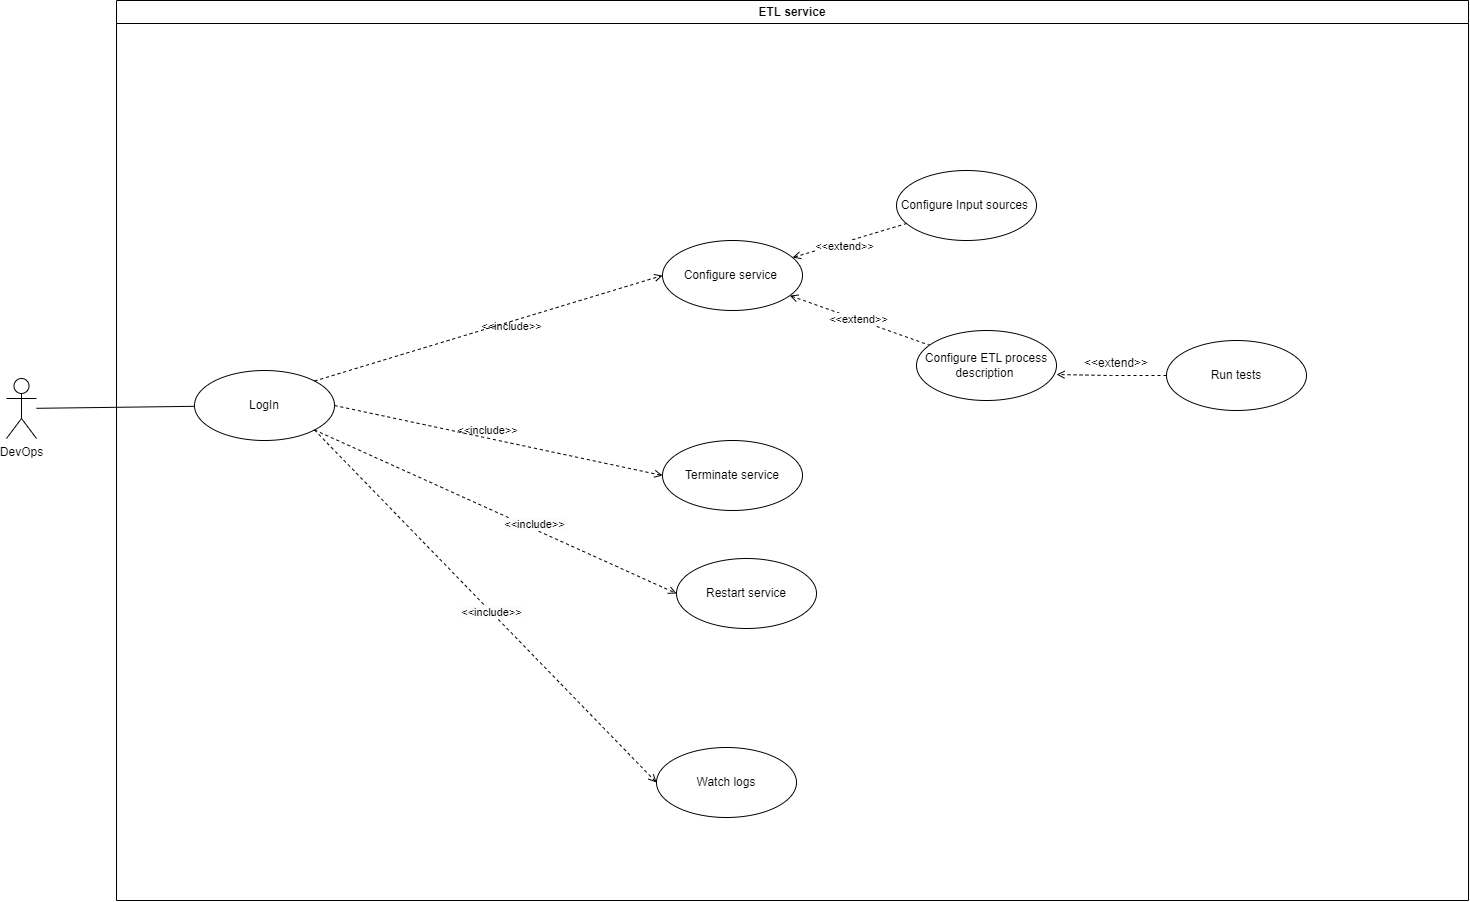 ETL service
Configure Input sources
<<extend>>
Configure service
<<extend>>
<<include>>
Configure ETL process
description
<<extend>>
Run tests
LogIn
DevOps
<<include>>
Terminate service
<<include>>
Restart service
<<include>>
Watch logs